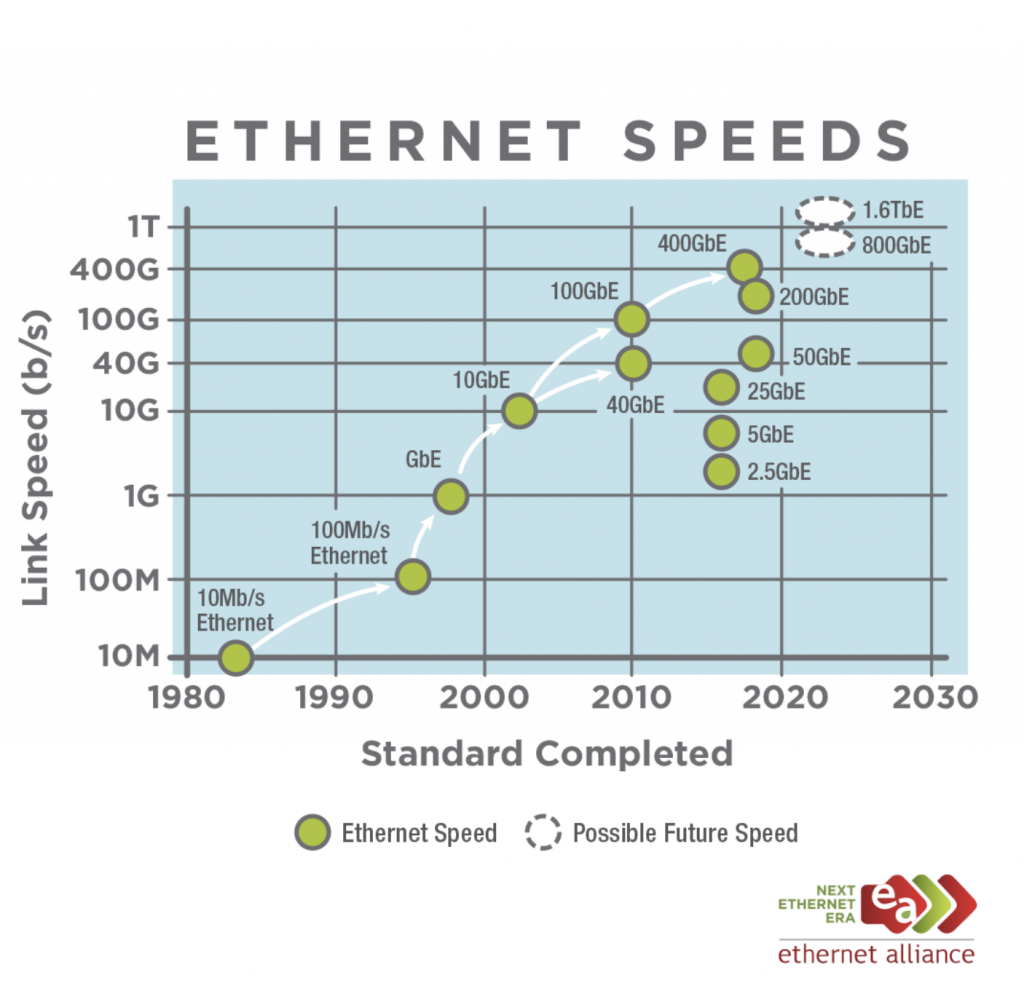 ETHERNET SPEEDS
Link Speed (b/s)
1T
400G
100G
40G
10G
1G
100M
10M
1.6TbE
800GbE
400GbE
200GbE
100GbE
50GbE
10GbE
25GbE
40GbE
5GbE
GbE
2.5GbE
100Mb/s
Ethernet
10Mb/s
Ethernet
1980 1990 2000 2010 2020 2030
Standard Completed
Ethernet Speed Possible Future Speed
NEXT
ETHERNET
ERA
ea
ethernet alliance